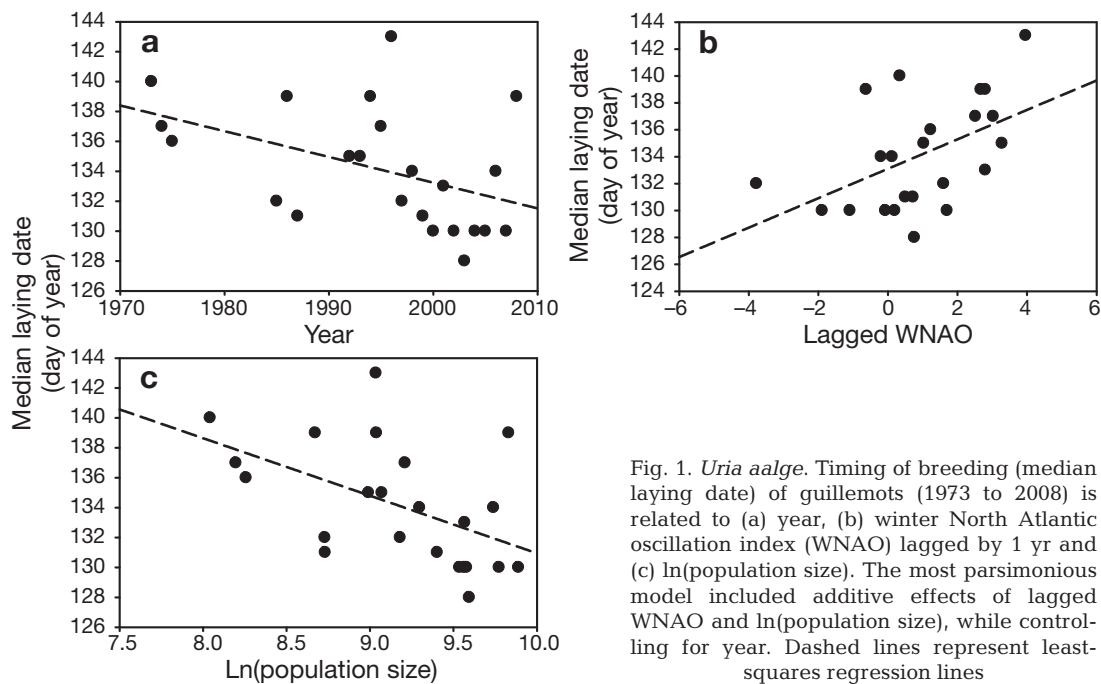 a
144
142
140
138
136
134
132
130
128
126
1970 1980 1990 2000 2010
Year
b
Median laying date
(day of year)
144
142
140
138
136
134
132
130
128
126
124
−6 −4 −2 0 2 4 6
Lagged WNAO
Median laying date
(day of year)
c
144
142
140
138
136
134
132
130
128
126
7.5 8.0 8.5 9.0 9.5 10.0
Ln(population size)
Fig. 1. Uria aalge. Timing of breeding (median
laying date) of guillemots (1973 to 2008) is
related to (a) year, (b) winter North Atlantic
oscillation index (WNAO) lagged by 1 yr and
(c) ln(population size). The most parsimonious
model included additive effects of lagged
WNAO and ln(population size), while control-
ling for year. Dashed lines represent least-
squares regression lines